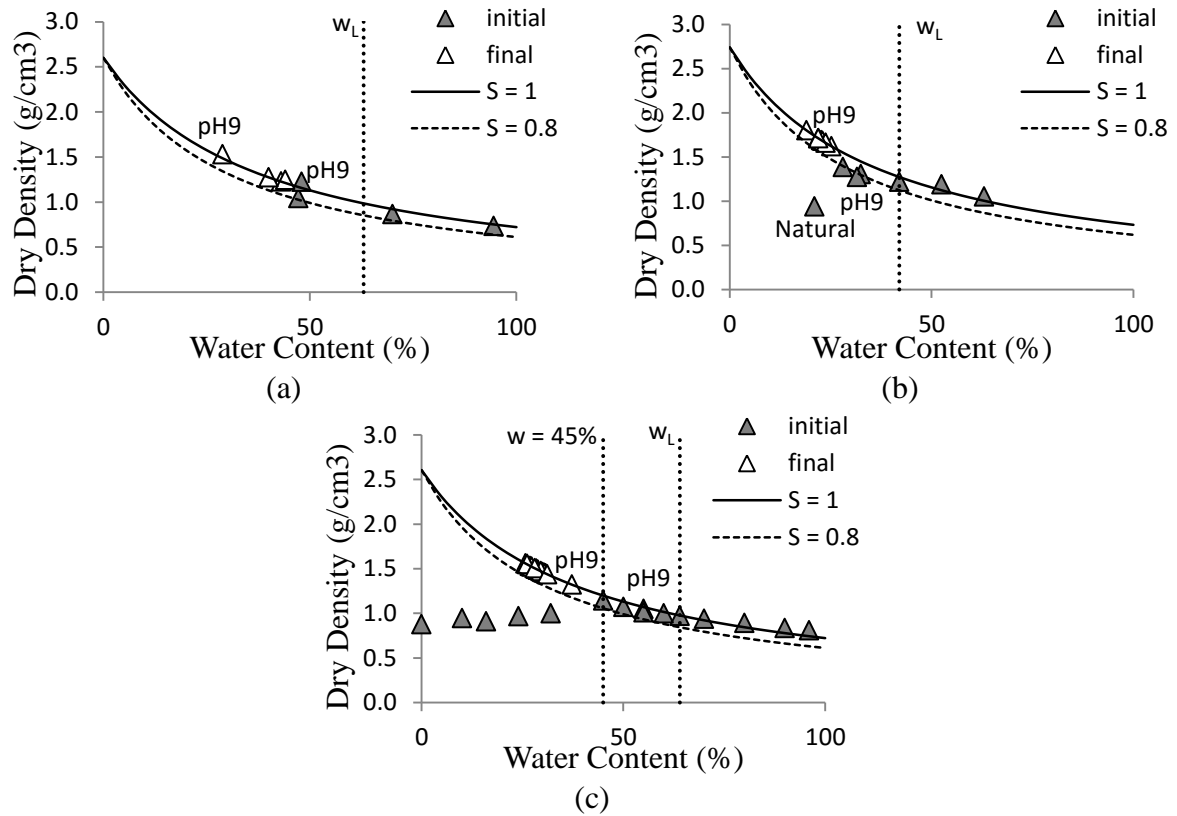 w_L
initial
final
S = 1
S = 0.8
pH9
pH9
3.0
2.5
2.0
1.5
1.0
0.5
0.0
0
50
100
Dry Density (g/cm3)
Water Content (%)
(a)
w_L
initial
final
S = 1
S = 0.8
pH9
pH9
Natural
3.0
2.5
2.0
1.5
1.0
0.5
0.0
0
50
100
Dry Density (g/cm3)
Water Content (%)
(b)
w = 45%
w_L
initial
final
S = 1
S = 0.8
pH9
pH9
3.0
2.5
2.0
1.5
1.0
0.5
0.0
0
50
100
Dry Density (g/cm3)
Water Content (%)
(c)